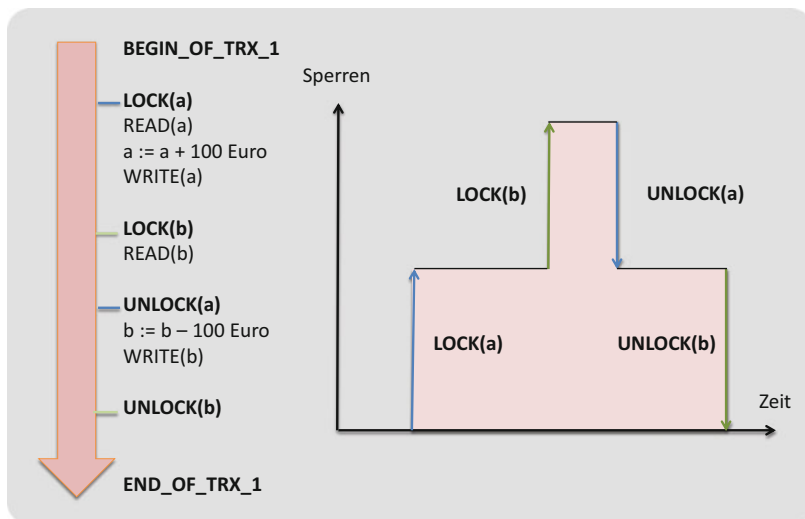 BEGIN_OF_TRX_1
LOCK(a)
READ(a)
a := a + 100 Euro
WRITE(a)
LOCK(b)
READ(b)
UNLOCK(a)
b := b – 100 Euro
WRITE(b)
UNLOCK(b)
END_OF_TRX_1
Sperren
LOCK(b)
UNLOCK(a)
LOCK(a)
UNLOCK(b)
Zeit